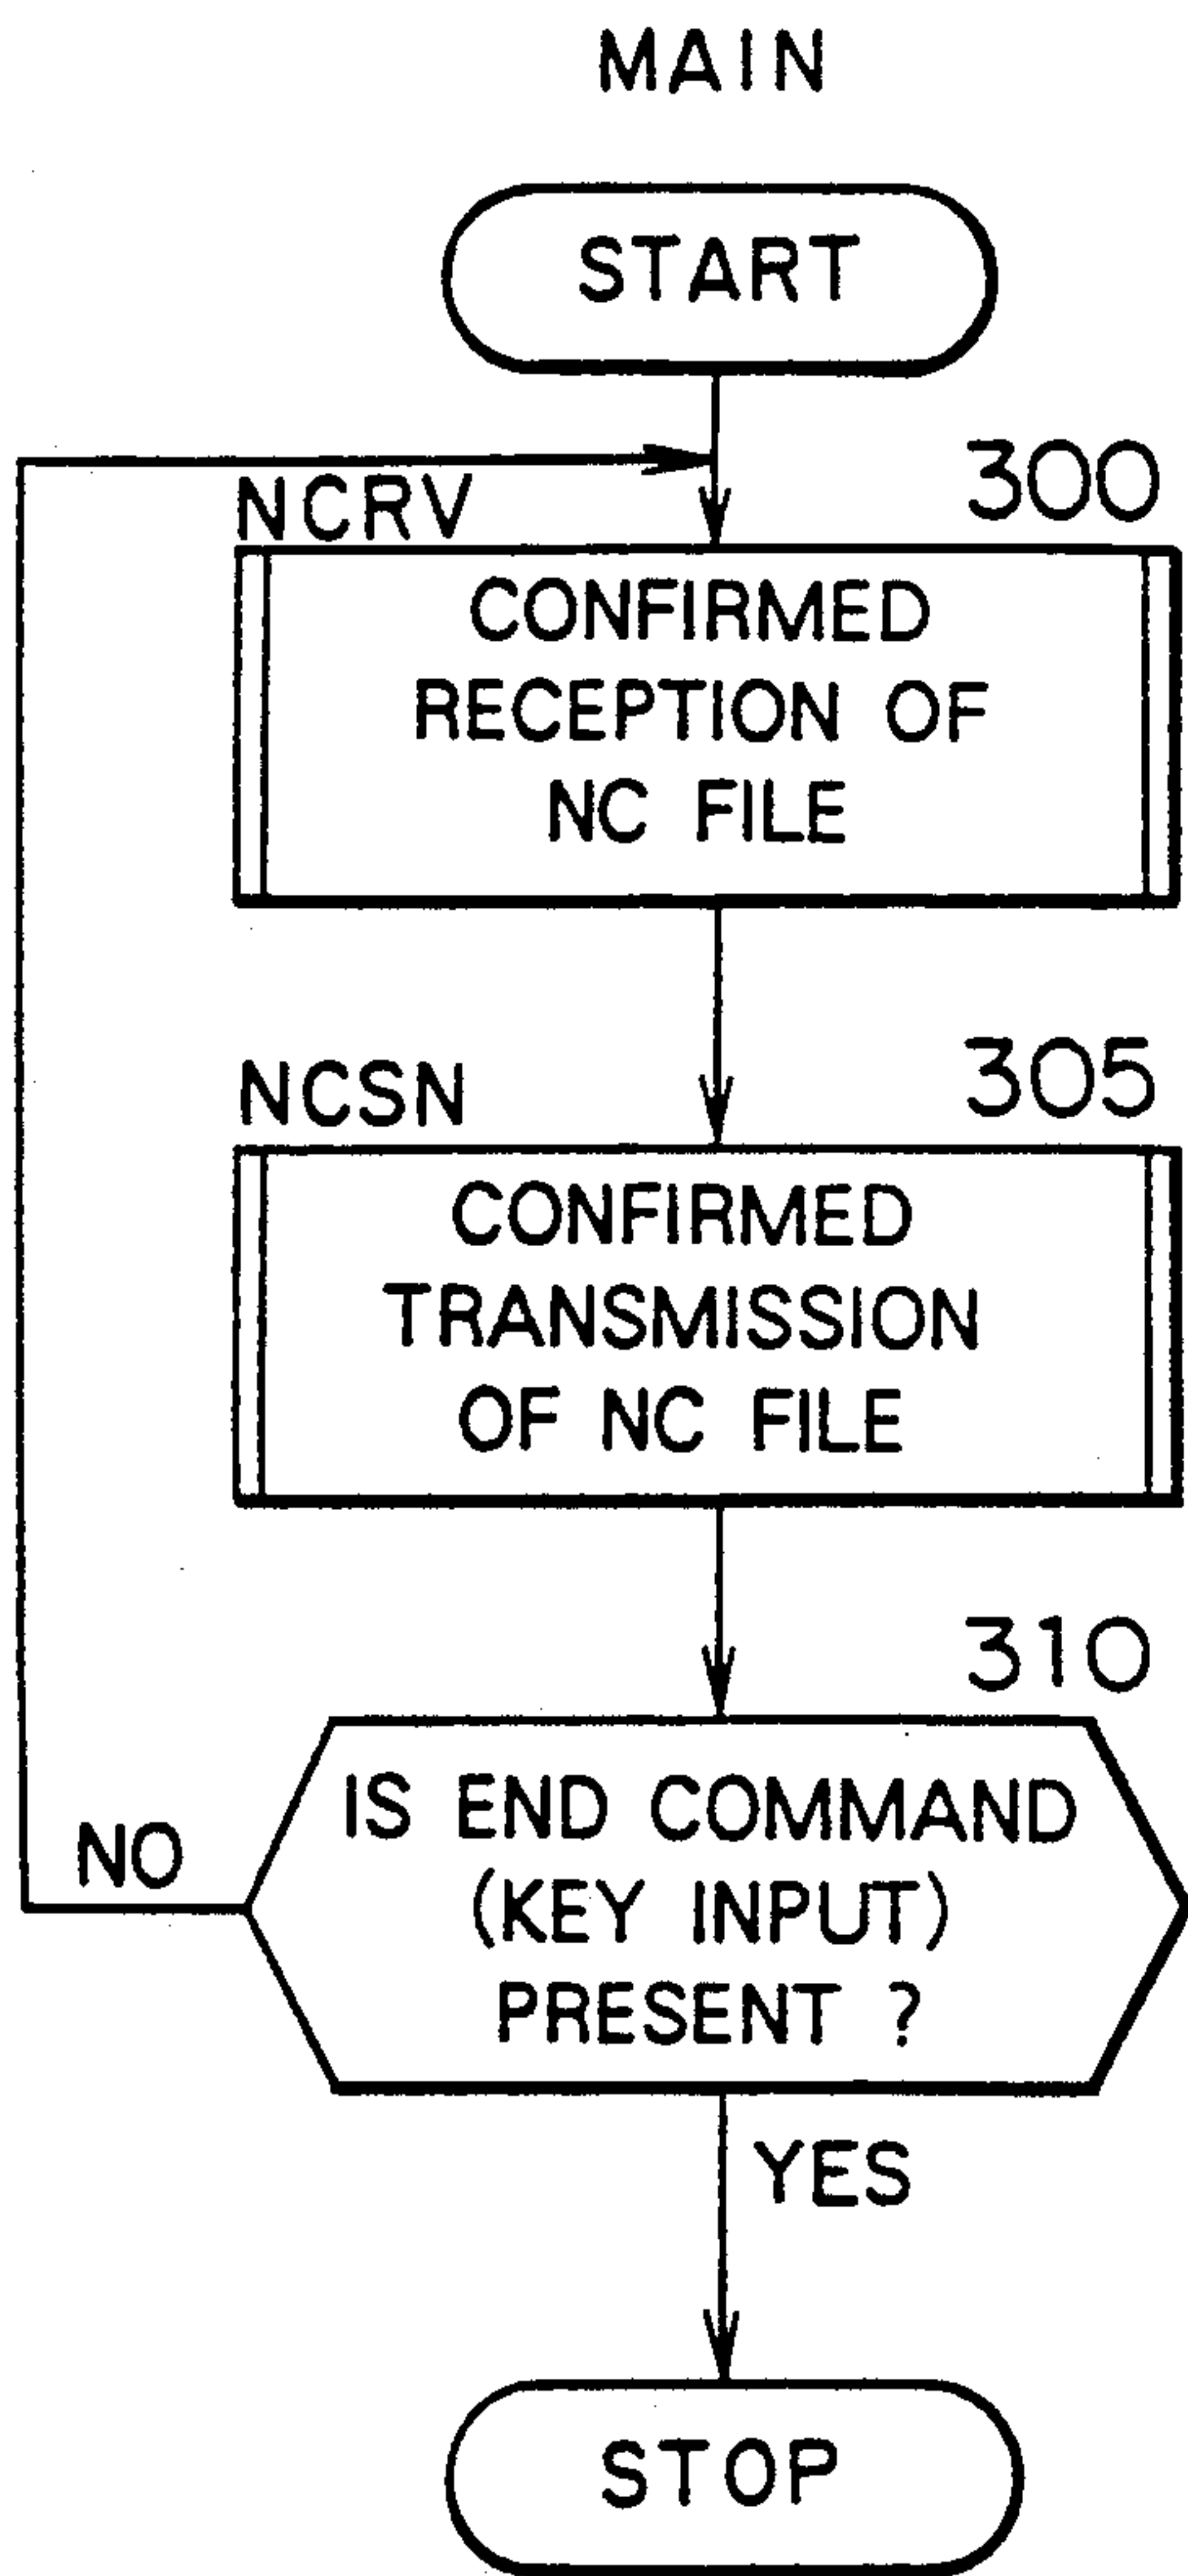 MAIN
START
NCRV
300
CONFIRMED
RECEPTION OF
NC FILE
NCSN
305
CONFIRMED
TRANSMISSION
OF NC FILE
310
IS END COMMAND
(KEY INPUT)
PRESENT ?
NO
YES
STOP